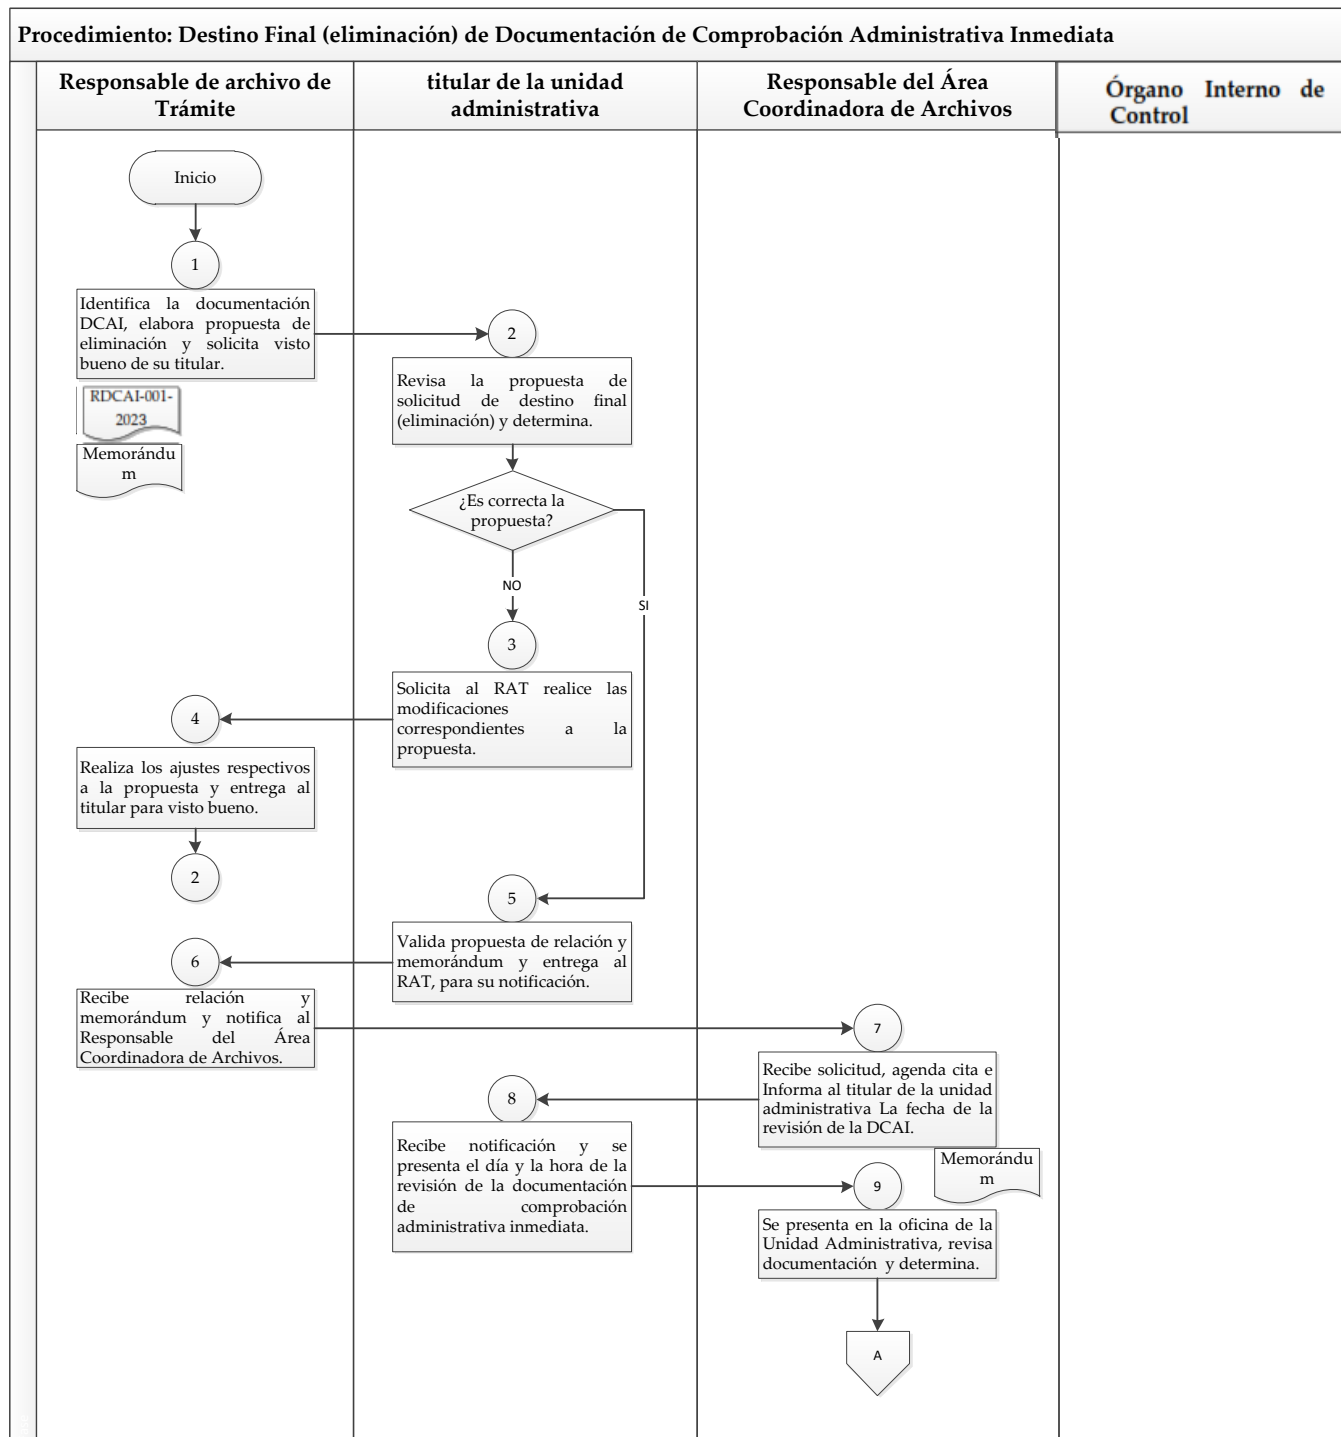 Procedimiento: Destino Final (eliminación) de Documentación de Comprobación Administrativa Inmediata
Responsable de archivo de
Trámite
titular de la unidad
administrativa
Responsable del Área
Coordinadora de Archivos
Órgano Interno de
Control
Inicio
1
Identifica la documentación
DCAI, elabora propuesta de
eliminación y solicita visto
bueno de su titular.
RDCAI-001-
2023
Memorándu
m
2
Revisa la propuesta de
solicitud de destino final
(eliminación) y determina.
¿Es correcta la
propuesta?
NO
SI
3
Solicita al RAT realice las
modificaciones
correspondientes a la
propuesta.
4
Realiza los ajustes respectivos
a la propuesta y entrega al
titular para visto bueno.
2
5
Valida propuesta de relación y
memorándum y entrega al
RAT, para su notificación.
6
Recibe relación y
memorándum y notifica al
Responsable del Área
Coordinadora de Archivos.
7
Recibe solicitud, agenda cita e
Informa al titular de la unidad
administrativa La fecha de la
revisión de la DCAI.
Memorándu
m
8
Recibe notificación y se
presenta el día y la hora de la
revisión de la documentación
de comprobación
administrativa inmediata.
9
Se presenta en la oficina de la
Unidad Administrativa, revisa
documentación y determina.
A